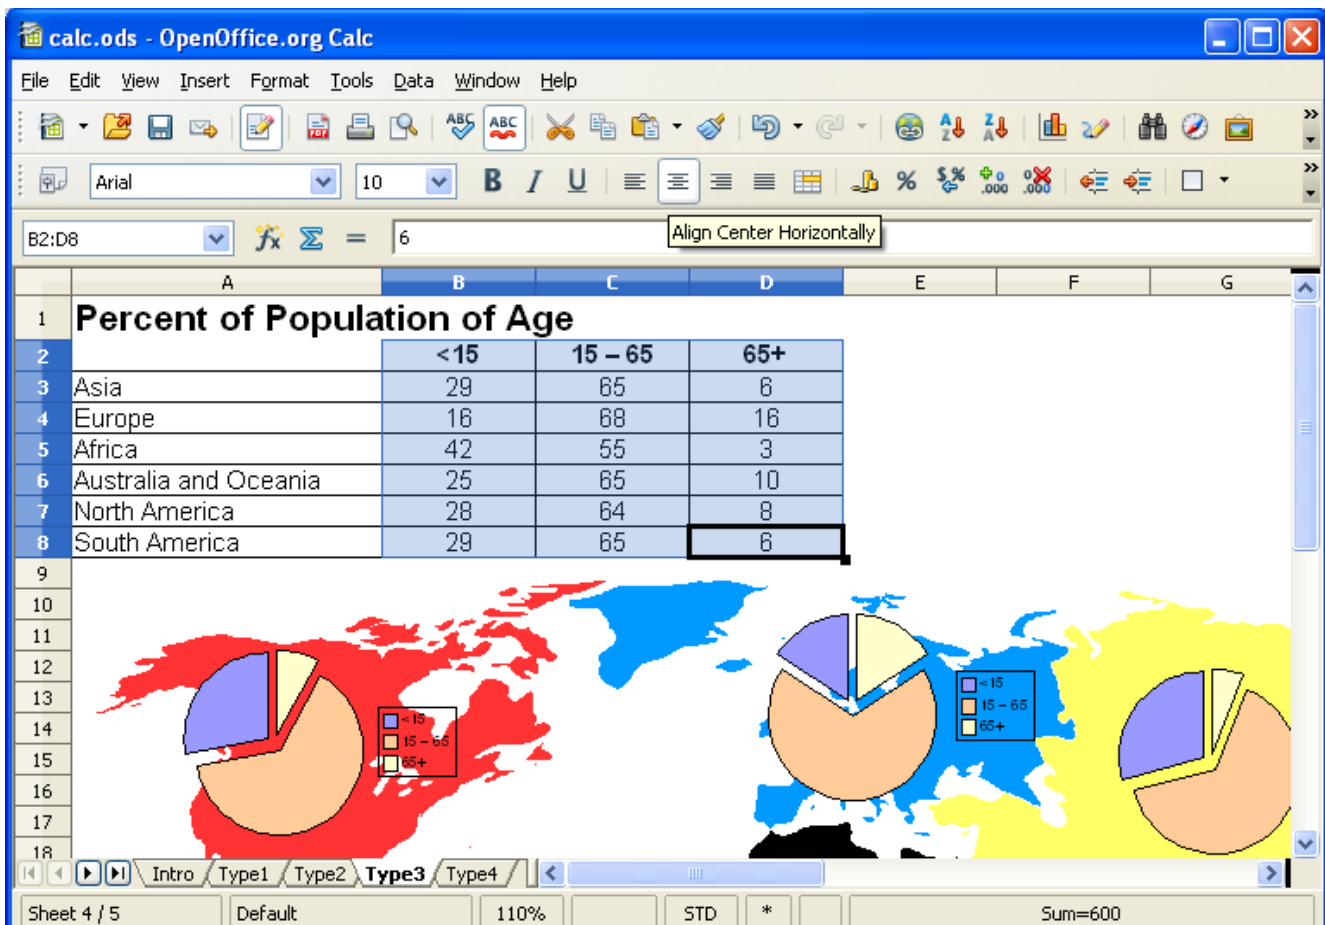 calc.ods - OpenOffice.org Calc
File Edit View Insert Format Tools Data Window Help
Arial 10
B2:D8 6
Align Center Horizontally
A B C D E F G
1 Percent of Population of Age
2 <15 15 – 65 65+
3 Asia 29 65 6
4 Europe 16 68 16
5 Africa 42 55 3
6 Australia and Oceania 25 65 10
7 North America 28 64 8
8 South America 29 65 6
9
10
11
12
13
14
15
16
17
18
<15
15 – 65
65+
<15
15 – 65
65+
Intro Type1 Type2 Type3 Type4
Sheet 4 / 5 Default 110% STD * Sum=600